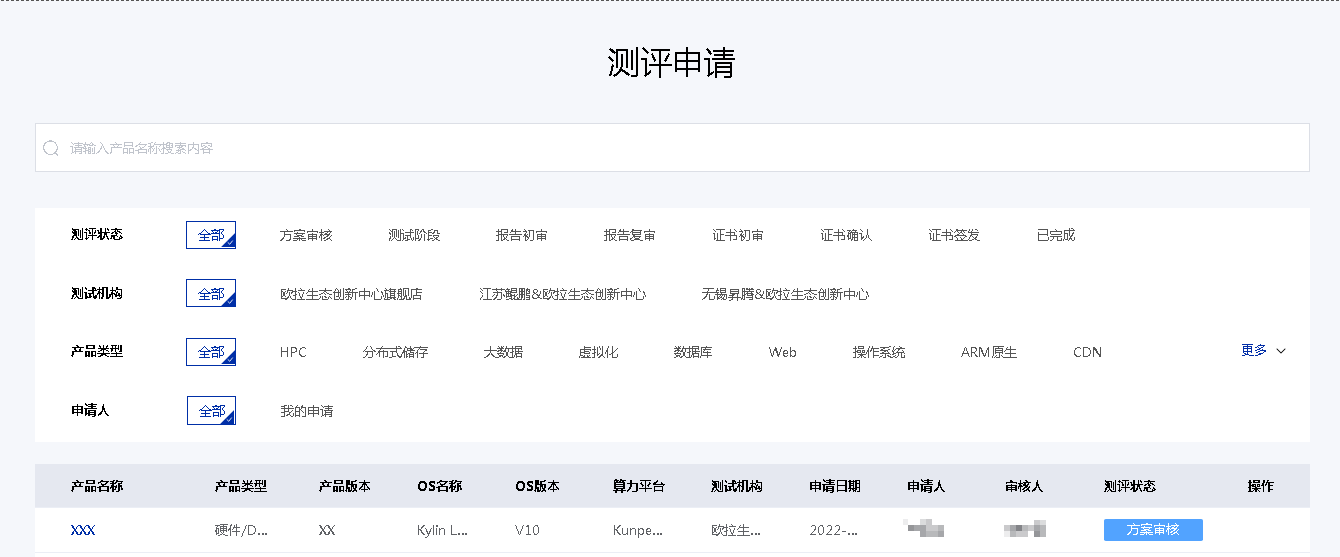 测评申请
请输入产品名称搜索内容
测评状态 全部 方案审核 测试阶段 报告初审 报告复审 证书初审 证书确认 证书签发 已完成
测试机构 全部 欧拉生态创新中心旗舰店 江苏鲲鹏&欧拉生态创新中心 无锡昇腾&欧拉生态创新中心
产品类型 全部 HPC 分布式储存 大数据 虚拟化 数据库 Web 操作系统 ARM原生 CDN 更多
申请人 全部 我的申请
产品名称 产品类型 产品版本 OS名称 OS版本 算力平台 测试机构 申请日期 申请人 审核人 测评状态 操作
XXX 硬件/D... XX Kylin L... V10 Kunpe... 欧拉生... 2022-... 方案审核